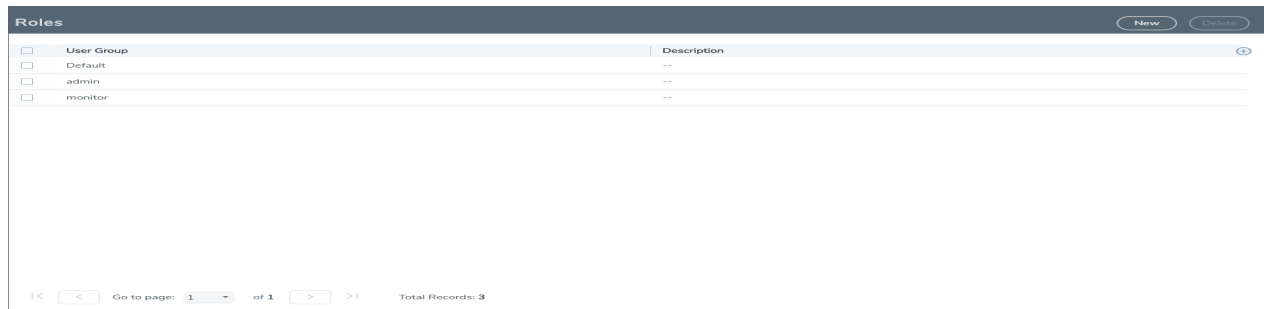 Roles New Delete
User Group Description
Default --
admin --
monitor --
|< < Go to page: 1 of 1 > >| Total Records: 3